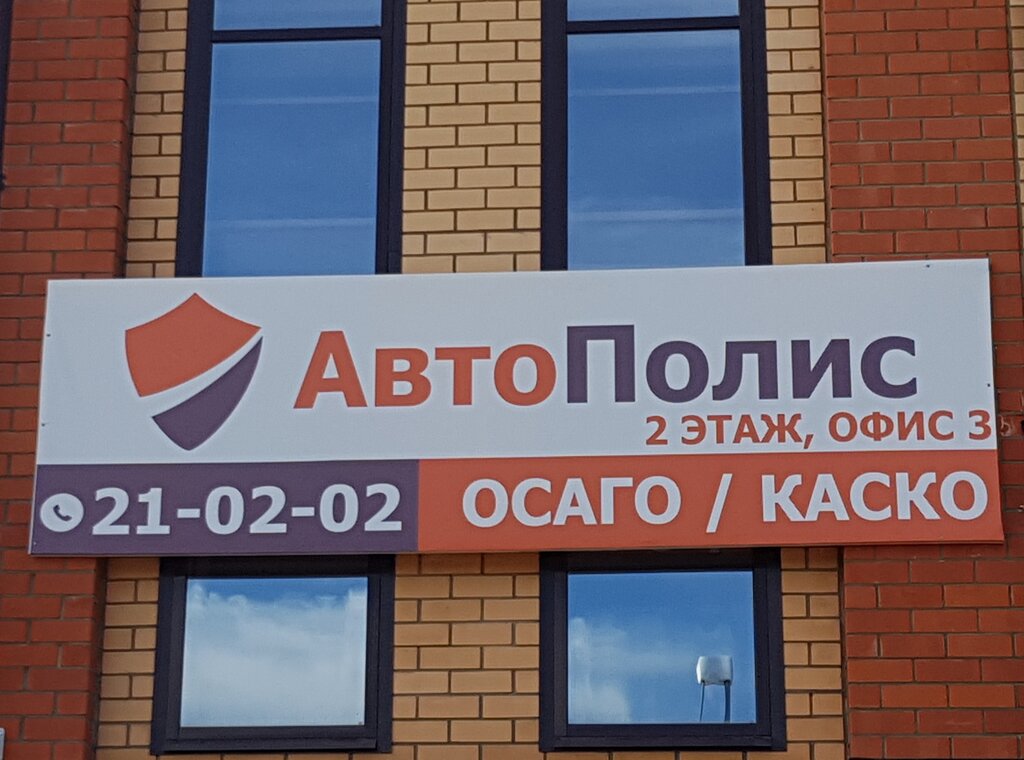 АвтоПолис
2 ЭТАЖ, ОФИС 3
21-02-02
ОСАГО / КАСКО